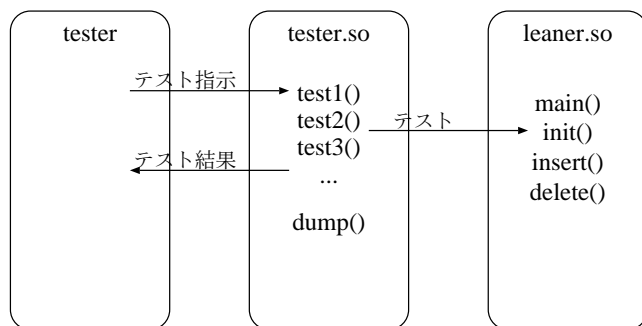 tester
テスト指示
テスト結果
tester.so
test1()
test2()
test3()
...
dump()
テスト
leaner.so
main()
init()
insert()
delete()